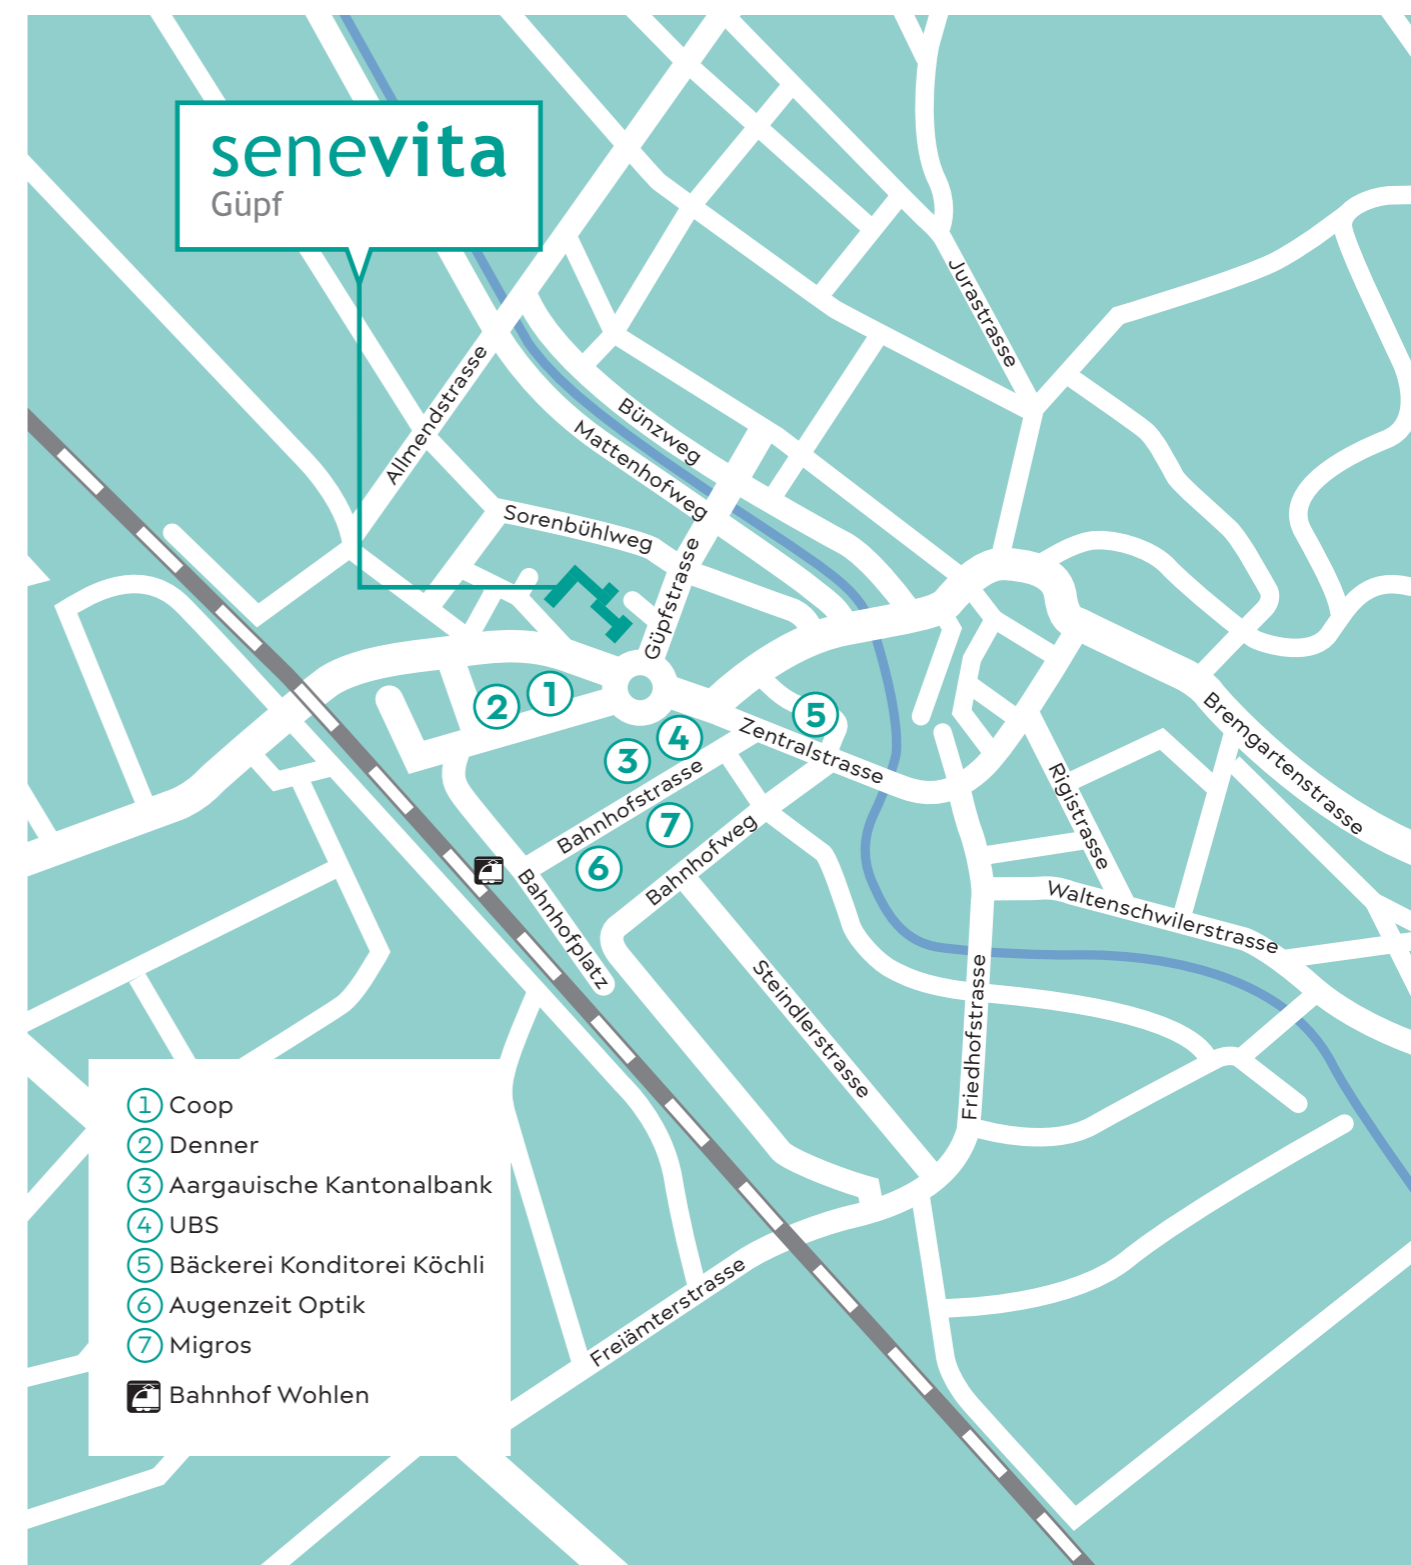 senevita
Güpf
Jurastrasse
Allmendstrasse
Bünzweg
Mattenhofweg
Sorenbühlweg
Güpfstrasse
1
2
3
4
5
6
7
Zentralstrasse
Bahnhofstrasse
Bahnhofweg
Bahnhofplatz
Bremgartenstrasse
Rigistrasse
Waltenschwilerstrasse
Steindlerstrasse
Friedhofstrasse
Freiämterstrasse
1 Coop
2 Denner
3 Aargauische Kantonalbank
4 UBS
5 Bäckerei Konditorei Köchli
6 Augenzeit Optik
7 Migros
Bahnhof Wohlen